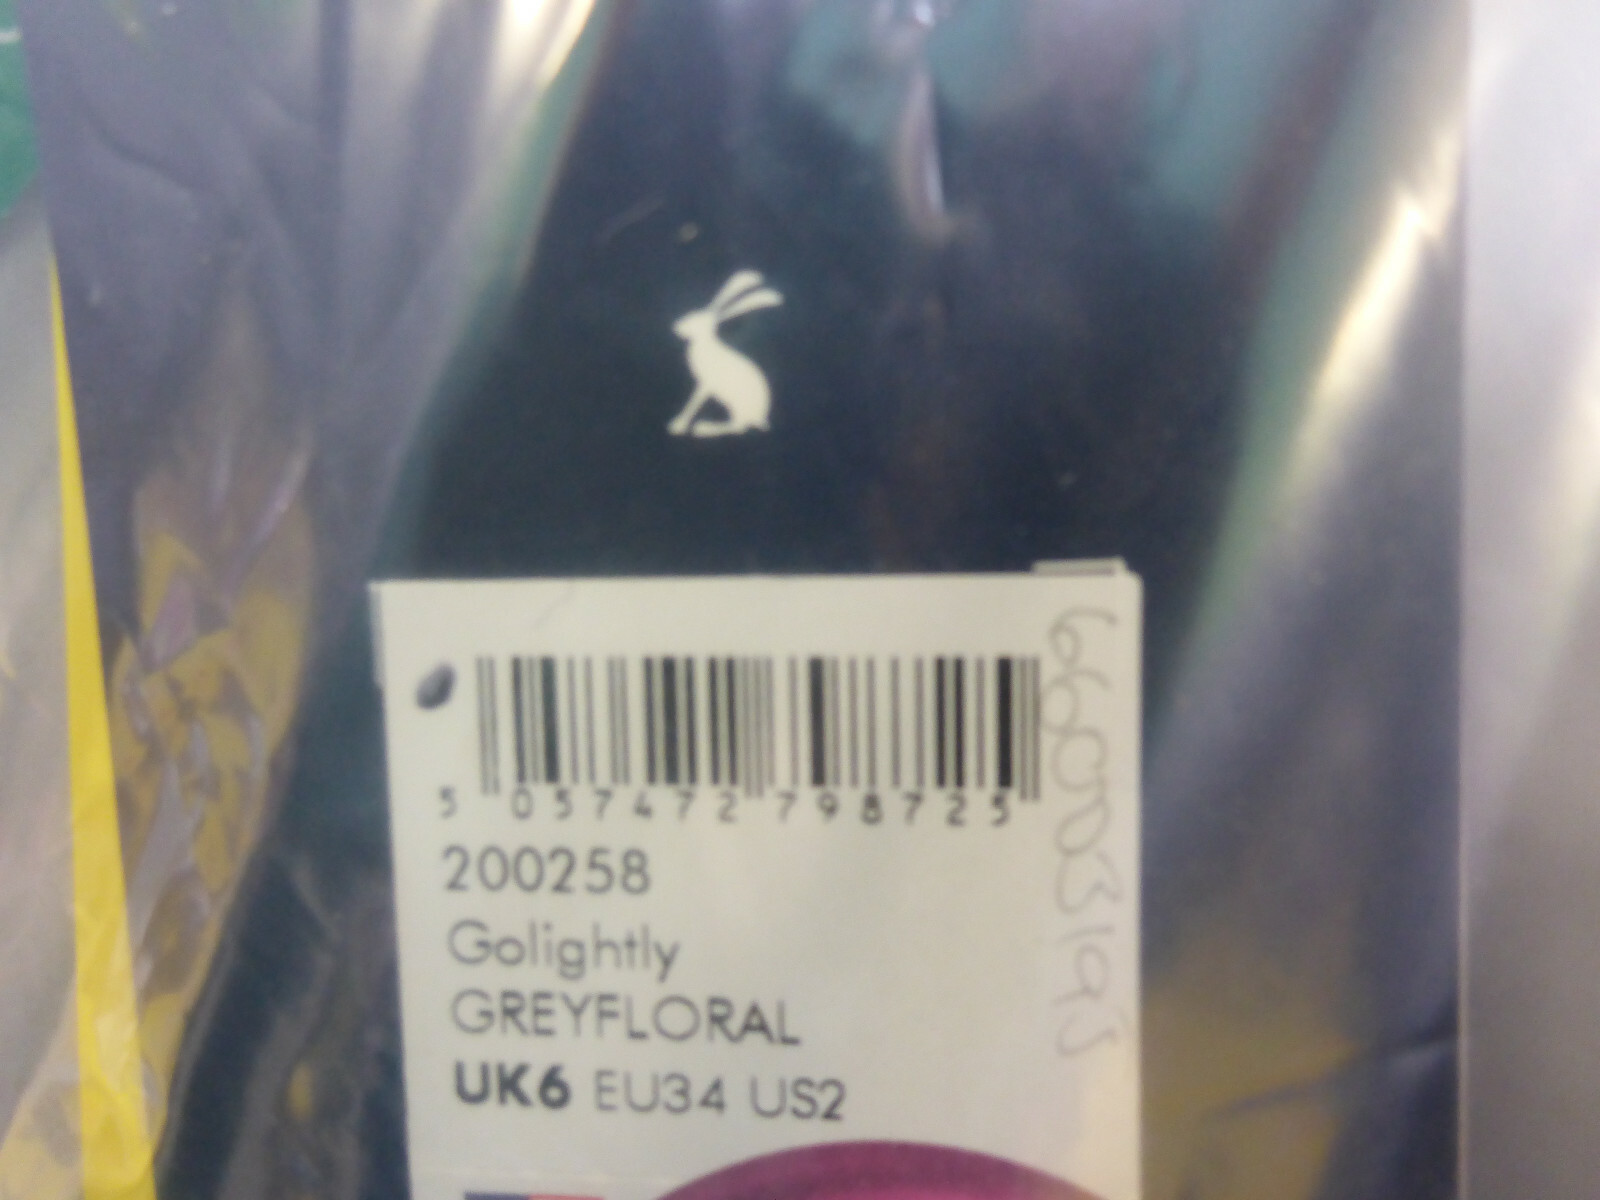 5 057472 798725
200258
Golightly
GREYFLORAL
UK6 EU34 US2